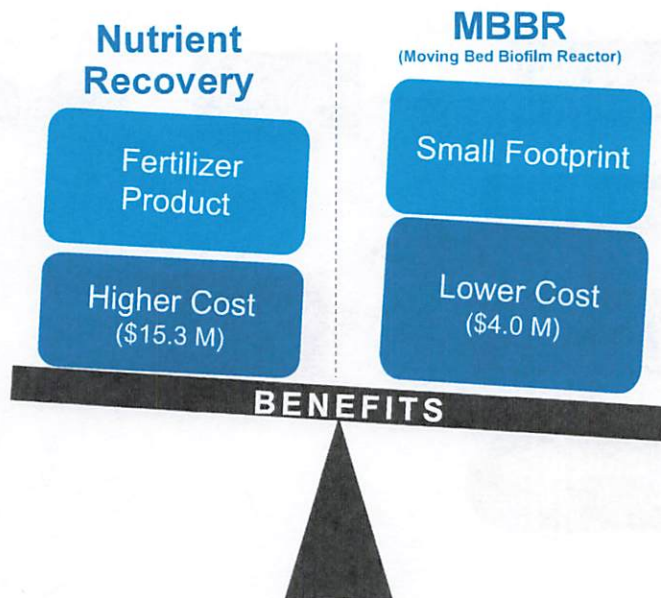 Nutrient
Recovery
Fertilizer
Product
Higher Cost
($15.3 M)
MBBR
(Moving Bed Biofilm Reactor)
Small Footprint
Lower Cost
($4.0 M)
BENEFITS